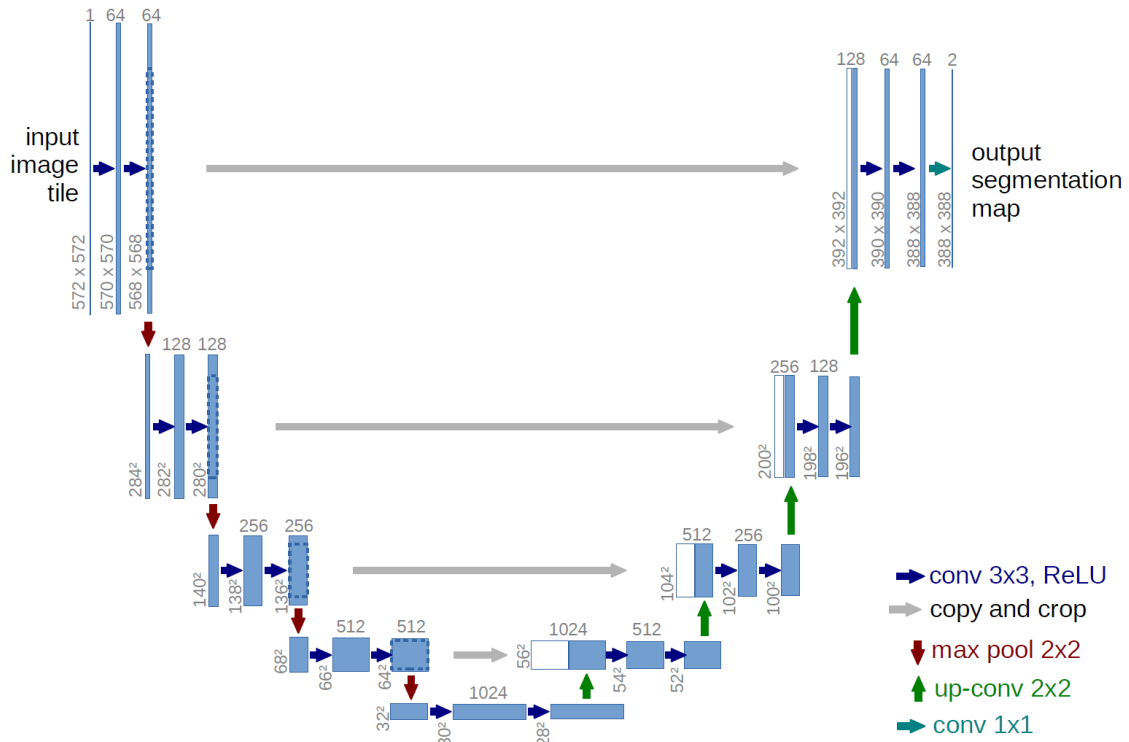 1 64 64
input
image
tile
572 x 572
570 x 570
568 x 568
128 64 64 2
392 x 392
390 x 390
388 x 388
388 x 388
output
segmentation
map
128 128
284²
282²
280²
256 128
200²
198²
196²
256 256
140²
138²
136²
512 256
104²
102²
100²
512 512
68²
66²
64²
1024 512
56²
54²
52²
1024
32²
30²
28²
conv 3x3, ReLU
copy and crop
max pool 2x2
up-conv 2x2
conv 1x1